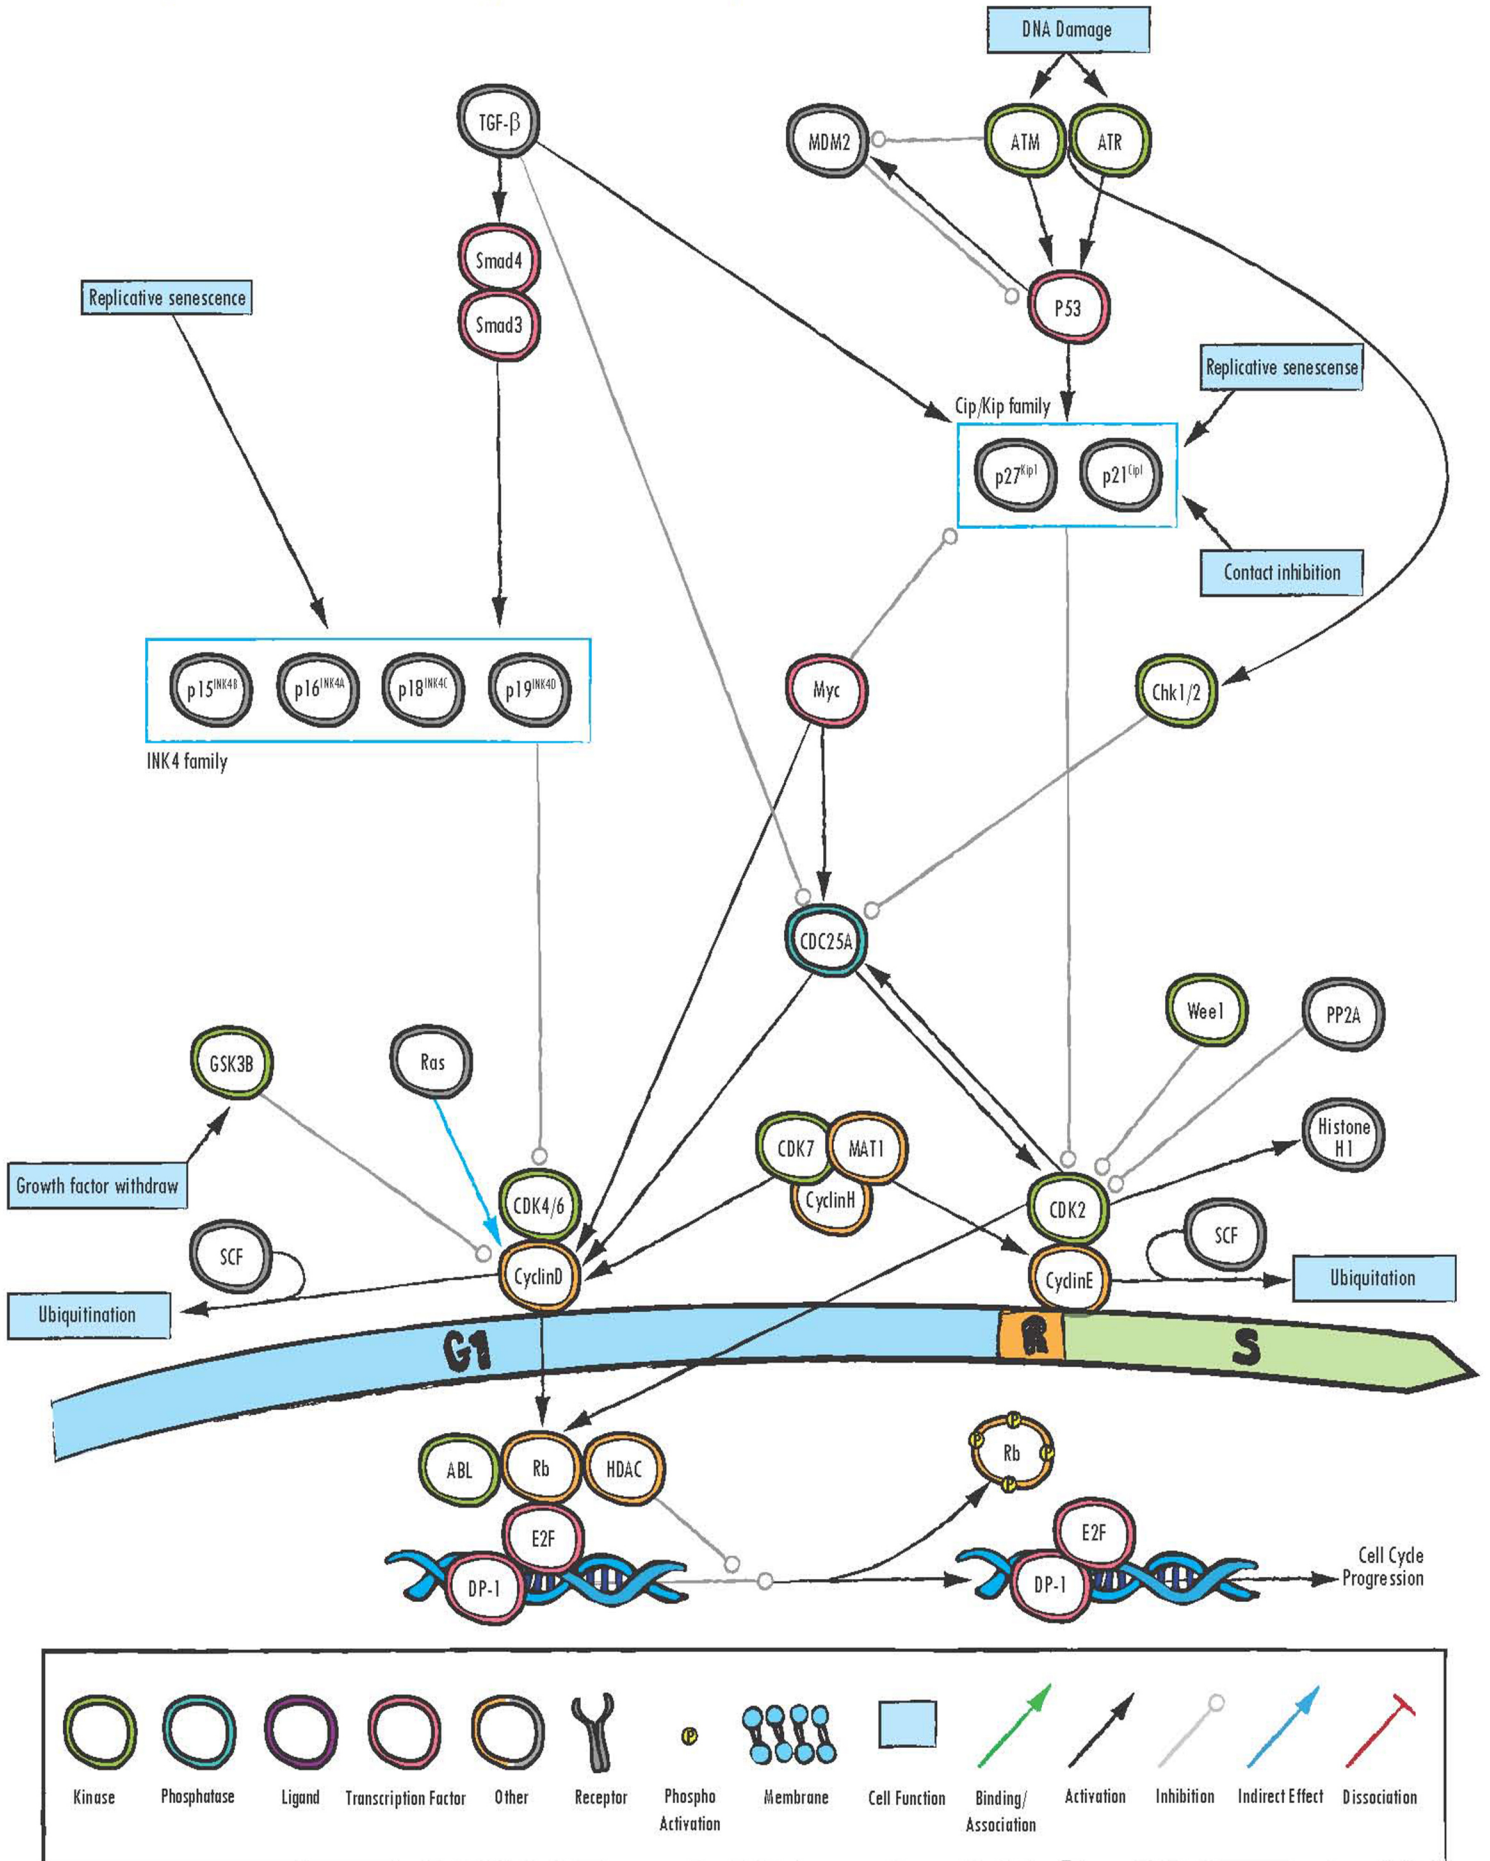 DNA Damage
TGF-β
MDM2
ATM
ATR
Smad4
Replicative senescence
Smad3
P53
Replicative senescense
Cip/Kip family
p27Kip1
p21Cip1
Contact inhibition
p15INK4B
p16INK4A
p18INK4C
p19INK4D
Myc
Chk1/2
INK4 family
CDC25A
Wee1
PP2A
GSK3B
Ras
Histone
H1
CDK7
MAT1
Growth factor withdraw
CDK4/6
CyclinH
CDK2
SCF
SCF
CyclinD
CyclinE
Ubiquitation
Ubiquitination
G1
R
S
P
P
Rb
P
P
ABL
Rb
HDAC
E2F
E2F
DP-1
DP-1
Cell Cycle
Progression
P
Kinase
Phosphatase
Ligand
Transcription Factor
Other
Receptor
Phospho
Activation
Membrane
Cell Function
Binding/
Association
Activation
Inhibition
Indirect Effect
Dissociation